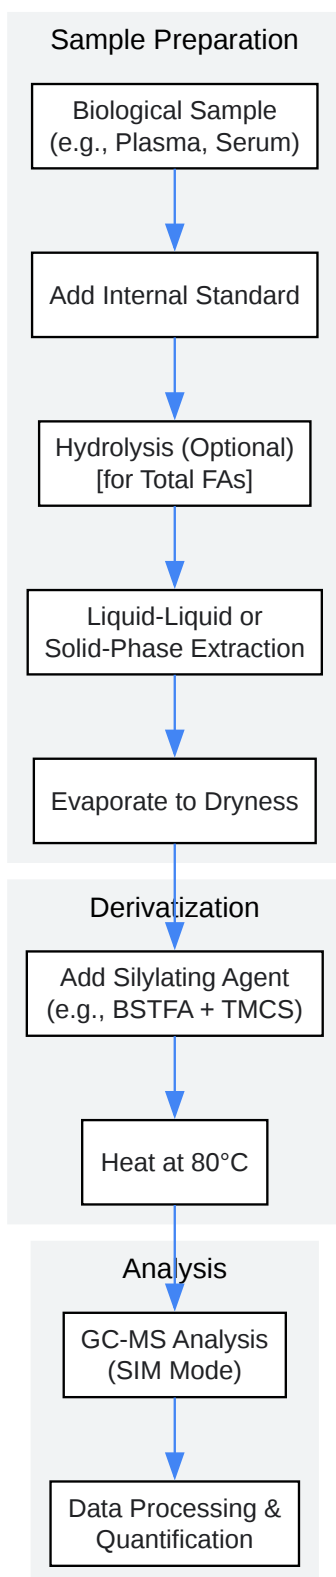 Sample Preparation
Biological Sample
(e.g., Plasma, Serum)
Add Internal Standard
Hydrolysis (Optional)
[for Total FAs]
Liquid-Liquid or
Solid-Phase Extraction
Evaporate to Dryness
Derivatization
Add Silylating Agent
(e.g., BSTFA + TMCS)
Heat at 80°C
Analysis
GC-MS Analysis
(SIM Mode)
Data Processing &
Quantification